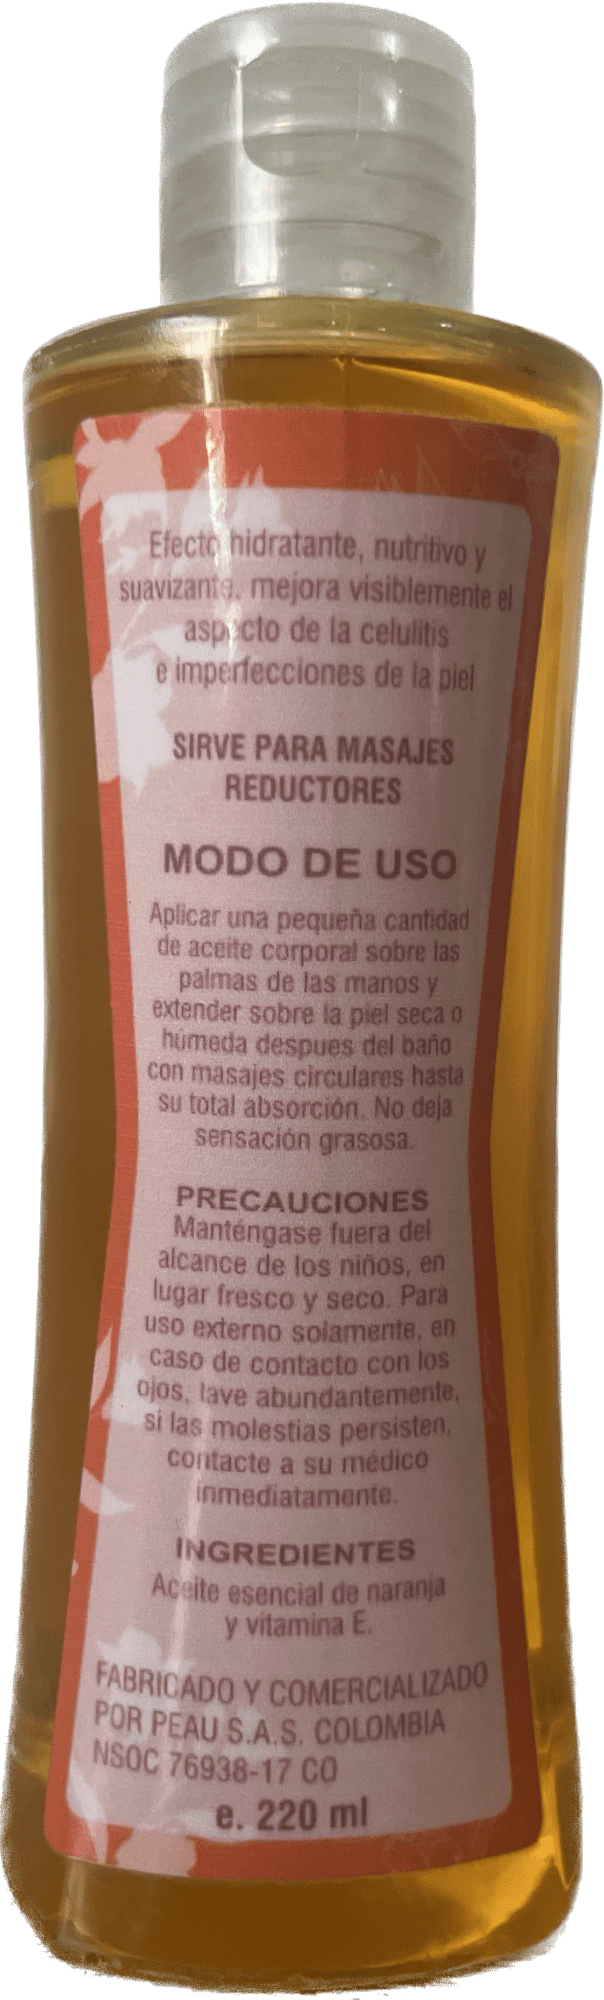 Efecto hidratante, nutritivo y
suavizante, mejora visiblemente el
aspecto de la celulitis
e imperfecciones de la piel
SIRVE PARA MASAJES
REDUCTORES
MODO DE USO
Aplicar una pequeña cantidad
de aceite corporal sobre las
palmas de las manos y
extender sobre la piel seca o
húmeda despues del baño
con masajes circulares hasta
su total absorción. No deja
sensación grasosa.
PRECAUCIONES
Manténgase fuera del
alcance de los niños, en
lugar fresco y seco. Para
uso externo solamente, en
caso de contacto con los
ojos, lave abundantemente,
si las molestias persisten,
contacte a su médico
inmediatamente.
INGREDIENTES
Aceite esencial de naranja
y vitamina E.
FABRICADO Y COMERCIALIZADO
POR PEAU S.A.S. COLOMBIA
NSOC 76938-17 CO
e. 220 ml